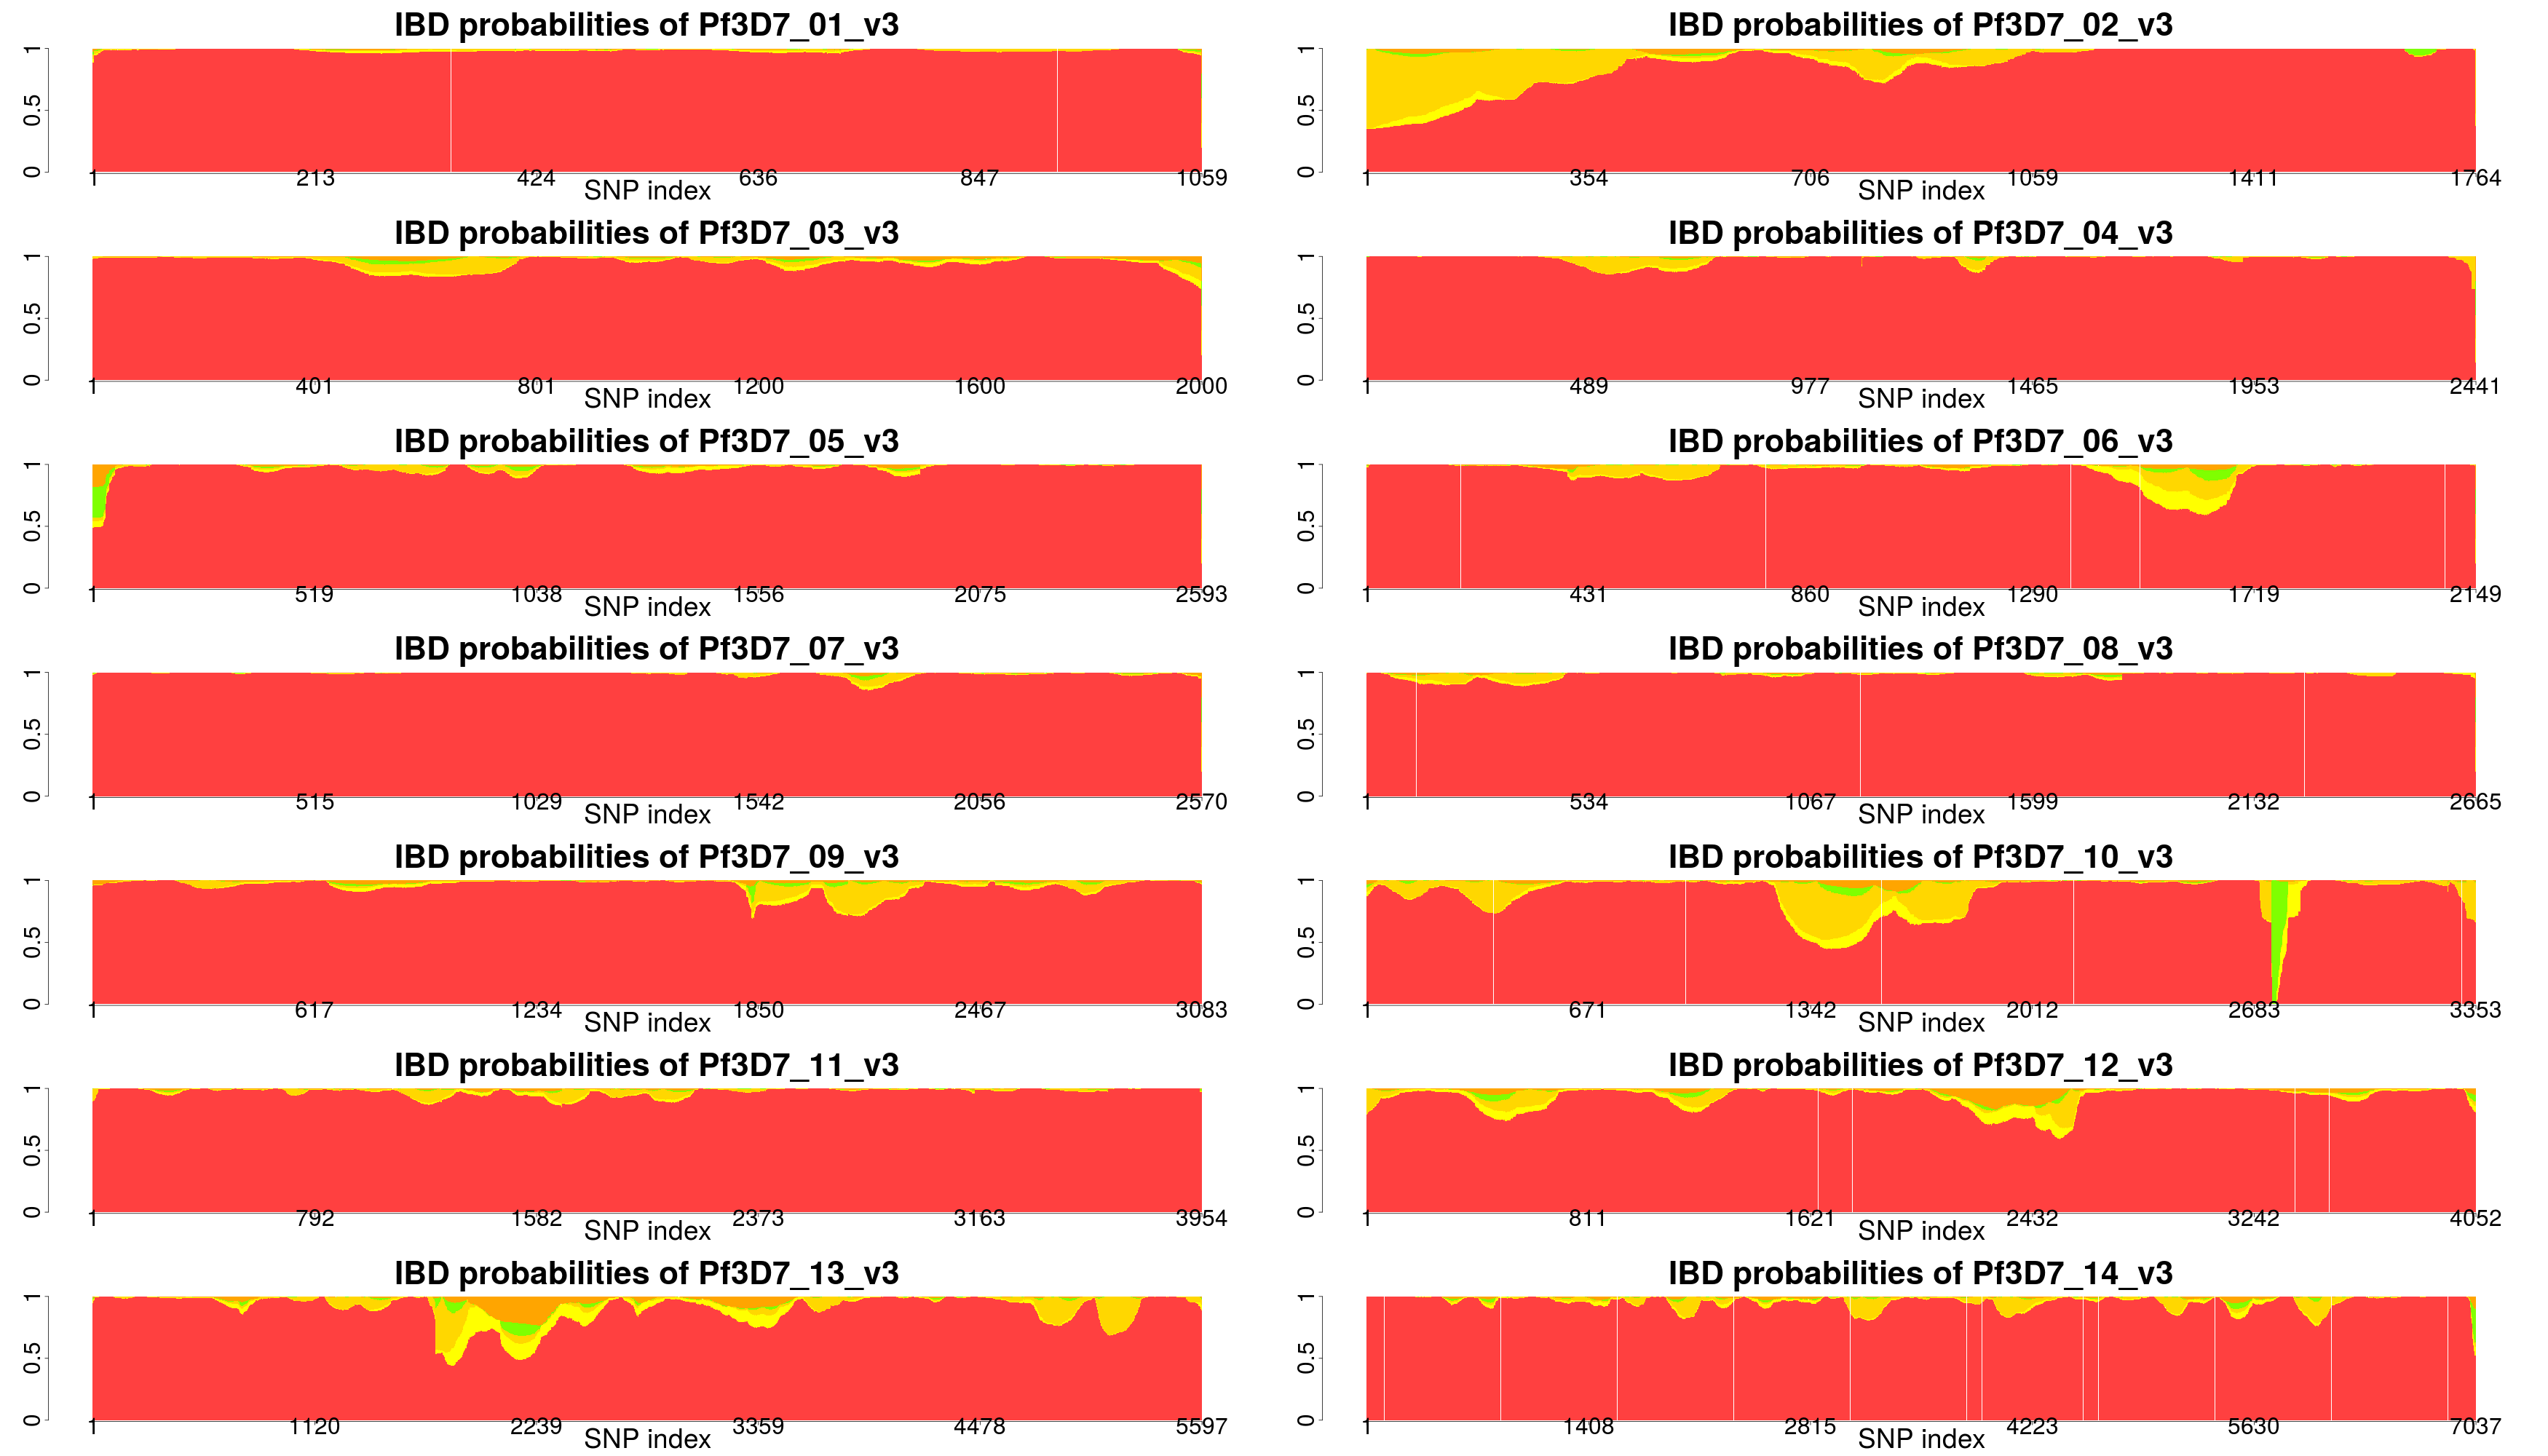 IBD probabilities of Pf3D7_01_v3
0 0.5 1
1 213 424 636 847 1059
SNP index
IBD probabilities of Pf3D7_02_v3
0 0.5 1
1 354 706 1059 1411 1764
SNP index
IBD probabilities of Pf3D7_03_v3
0 0.5 1
1 401 801 1200 1600 2000
SNP index
IBD probabilities of Pf3D7_04_v3
0 0.5 1
1 489 977 1465 1953 2441
SNP index
IBD probabilities of Pf3D7_05_v3
0 0.5 1
1 519 1038 1556 2075 2593
SNP index
IBD probabilities of Pf3D7_06_v3
0 0.5 1
1 431 860 1290 1719 2149
SNP index
IBD probabilities of Pf3D7_07_v3
0 0.5 1
1 515 1029 1542 2056 2570
SNP index
IBD probabilities of Pf3D7_08_v3
0 0.5 1
1 534 1067 1599 2132 2665
SNP index
IBD probabilities of Pf3D7_09_v3
0 0.5 1
1 617 1234 1850 2467 3083
SNP index
IBD probabilities of Pf3D7_10_v3
0 0.5 1
1 671 1342 2012 2683 3353
SNP index
IBD probabilities of Pf3D7_11_v3
0 0.5 1
1 792 1582 2373 3163 3954
SNP index
IBD probabilities of Pf3D7_12_v3
0 0.5 1
1 811 1621 2432 3242 4052
SNP index
IBD probabilities of Pf3D7_13_v3
0 0.5 1
1 1120 2239 3359 4478 5597
SNP index
IBD probabilities of Pf3D7_14_v3
0 0.5 1
1 1408 2815 4223 5630 7037
SNP index